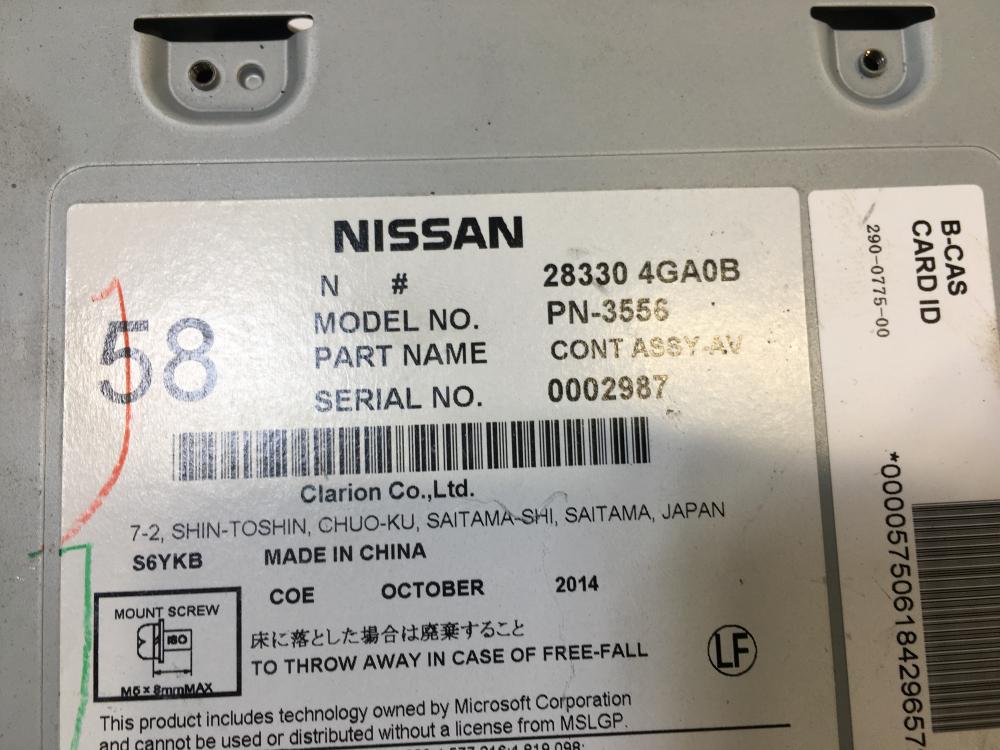 NISSAN
N #
28330 4GA0B
MODEL NO. PN-3556
PART NAME CONT ASSY-AV
SERIAL NO. 0002987
58
Clarion Co.,Ltd.
7-2, SHIN-TOSHIN, CHUO-KU, SAITAMA-SHI, SAITAMA, JAPAN
S6YKB MADE IN CHINA
COE OCTOBER 2014
MOUNT SCREW
ISO
M5 × 8mmMAX
床に落とした場合は廃棄すること
TO THROW AWAY IN CASE OF FREE-FALL
LF
This product includes technology owned by Microsoft Corporation
and cannot be used or distributed without a license from MSLGP.
B-CAS
CARD ID
290-0775-00
*00005750618429657